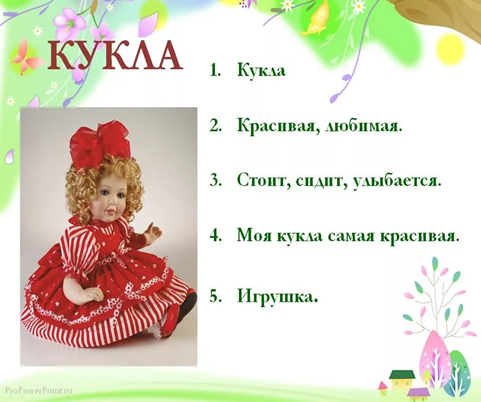 КУКЛА
1. Кукла
2. Красивая, любимая.
3. Стоит, сидит, улыбается.
4. Моя кукла самая красивая.
5. Игрушка.
ProPowerPoint.ru